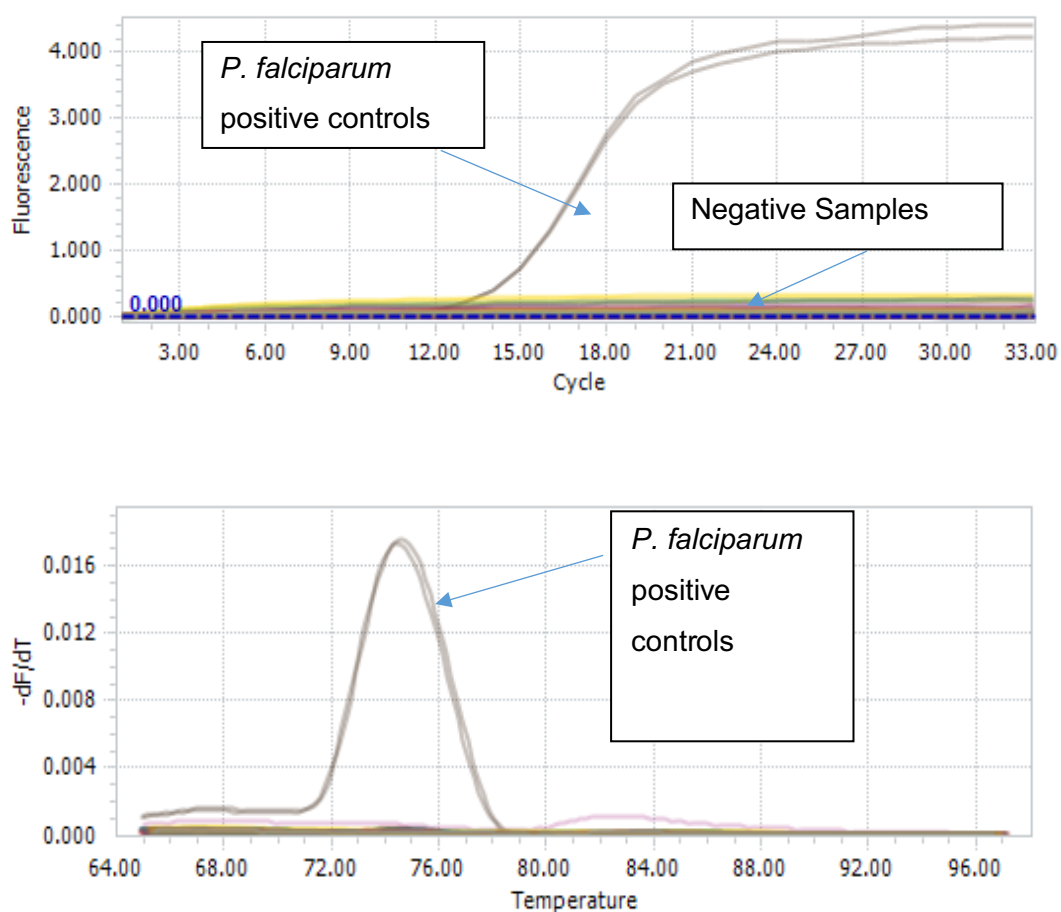 4.000
3.000
2.000
1.000
0.000
Fluorescence
P. falciparum
positive controls
Negative Samples
0.000
3.00 6.00 9.00 12.00 15.00 18.00 21.00 24.00 27.00 30.00 33.00
Cycle
0.016
0.012
0.008
0.004
0.000
-dF/dT
P. falciparum
positive
controls
64.00 68.00 72.00 76.00 80.00 84.00 88.00 92.00 96.00
Temperature